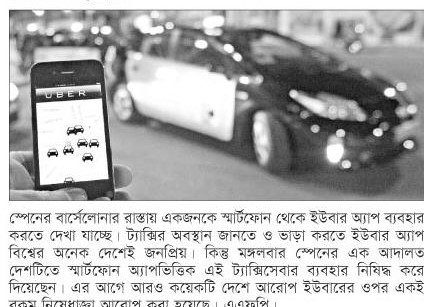 UBER
স্পেনের বার্সেলোনার রাস্তায় একজনকে স্মার্টফোন থেকে ইউবার অ্যাপ ব্যবহার
করতে দেখা যাচ্ছে। ট্যাক্সির অবস্থান জানতে ও ভাড়া করতে ইউবার অ্যাপ
বিশ্বের অনেক দেশেই জনপ্রিয়। কিন্তু মঙ্গলবার স্পেনের এক আদালত
দেশটিতে স্মার্টফোন অ্যাপভিত্তিক এই ট্যাক্সিসেবার ব্যবহার নিষিদ্ধ করে
দিয়েছেন। এর আগে আরও কয়েকটি দেশে আরোপ ইউবারের ওপর একই
রকম নিষেধাজ্ঞা আরোপ করা হয়েছে। এএফপি।